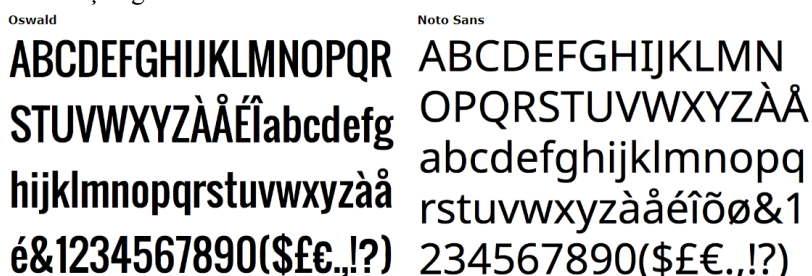 Oswald
ABCDEFGHIJKLMNOPQR
STUVWXYZÀÅÉÎabcdefg
hijklmnopqrstuvwxyzàå
é&1234567890($£€.,!?)
Noto Sans
ABCDEFGHIJKLMN
OPQRSTUVWXYZÀÅ
abcdefghijklmnopq
rstuvwxyzàåéîõø&1
234567890($£€.,!?)